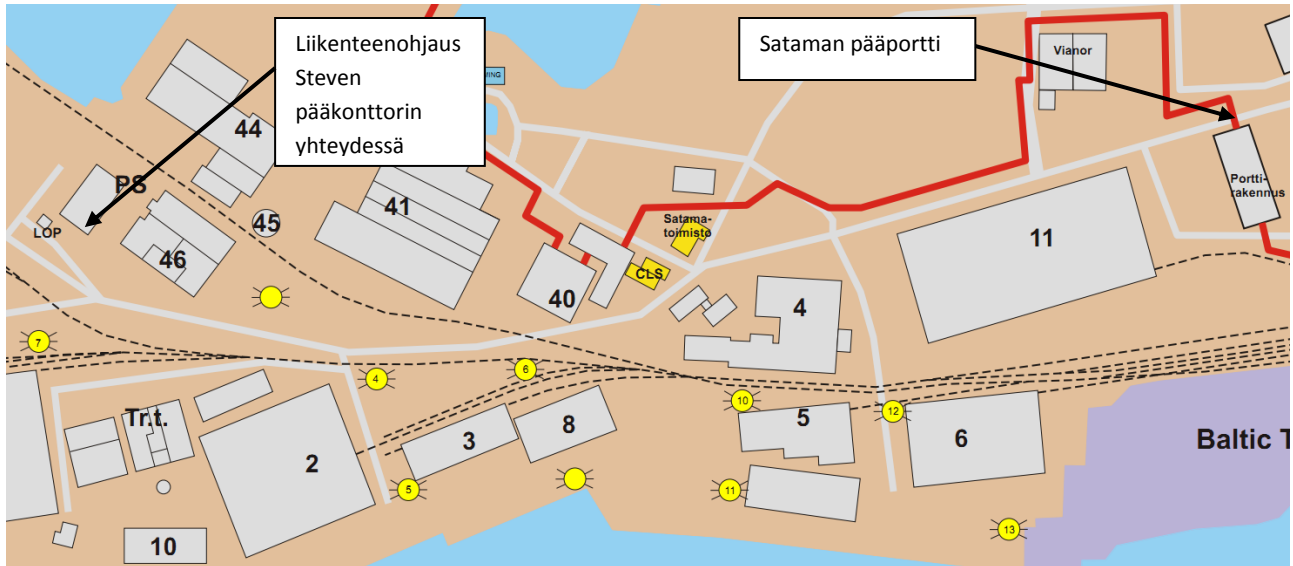 Liikenteenohjaus
Steven
pääkonttorin
yhteydessä
Sataman pääportti
Vianor
44
PS
LOP
45
46
41
40
Satama-
toimisto
CLS
4
11
Portti-
rakennus
7
4
6
10
12
Tr.t.
2
3
8
5
6
Baltic T
5
11
13
10